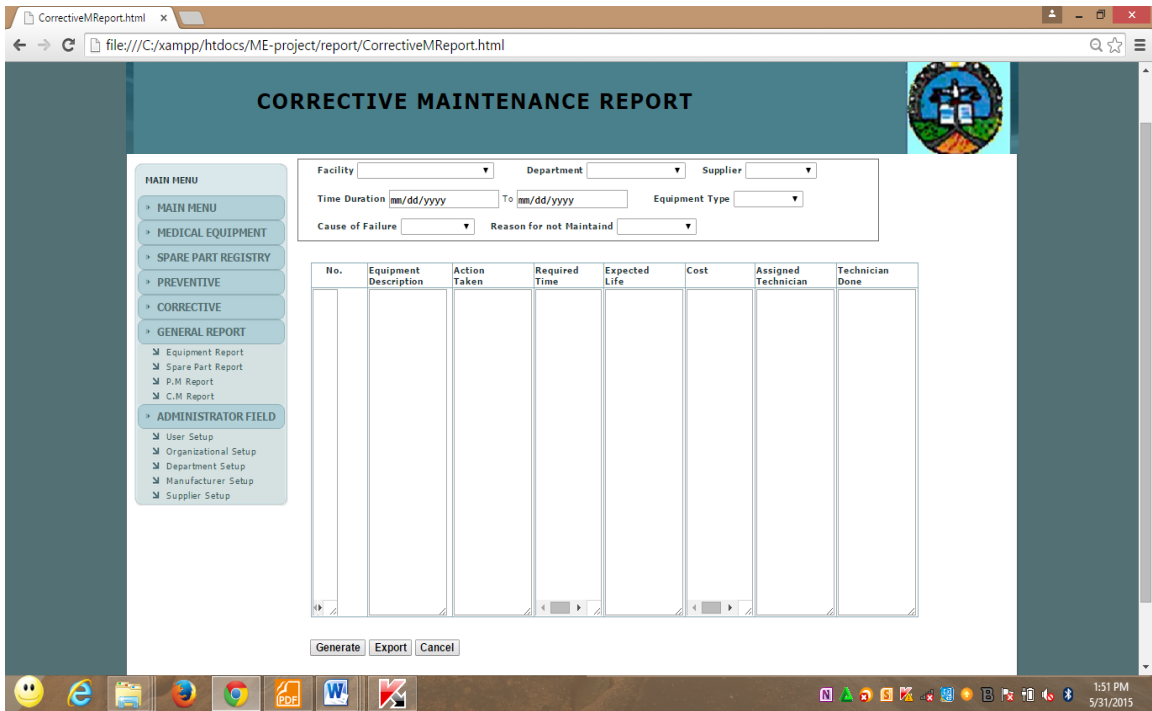 CorrectiveMReport.html
file:///C:/xampp/htdocs/ME-project/report/CorrectiveMReport.html
CORRECTIVE MAINTENANCE REPORT
MAIN MENU
MAIN MENU
MEDICAL EQUIPMENT
SPARE PART REGISTRY
PREVENTIVE
CORRECTIVE
GENERAL REPORT
Equipment Report
Spare Part Report
P.M Report
C.M Report
ADMINISTRATOR FIELD
User Setup
Organizational Setup
Department Setup
Manufacturer Setup
Supplier Setup
Facility Department Supplier
Time Duration mm/dd/yyyy To mm/dd/yyyy Equipment Type
Cause of Failure Reason for not Maintaind
No. Equipment Action Required Expected Cost Assigned Technician
Description Taken Time Life Technician Done
Generate Export Cancel
PDF
1:51 PM
5/31/2015